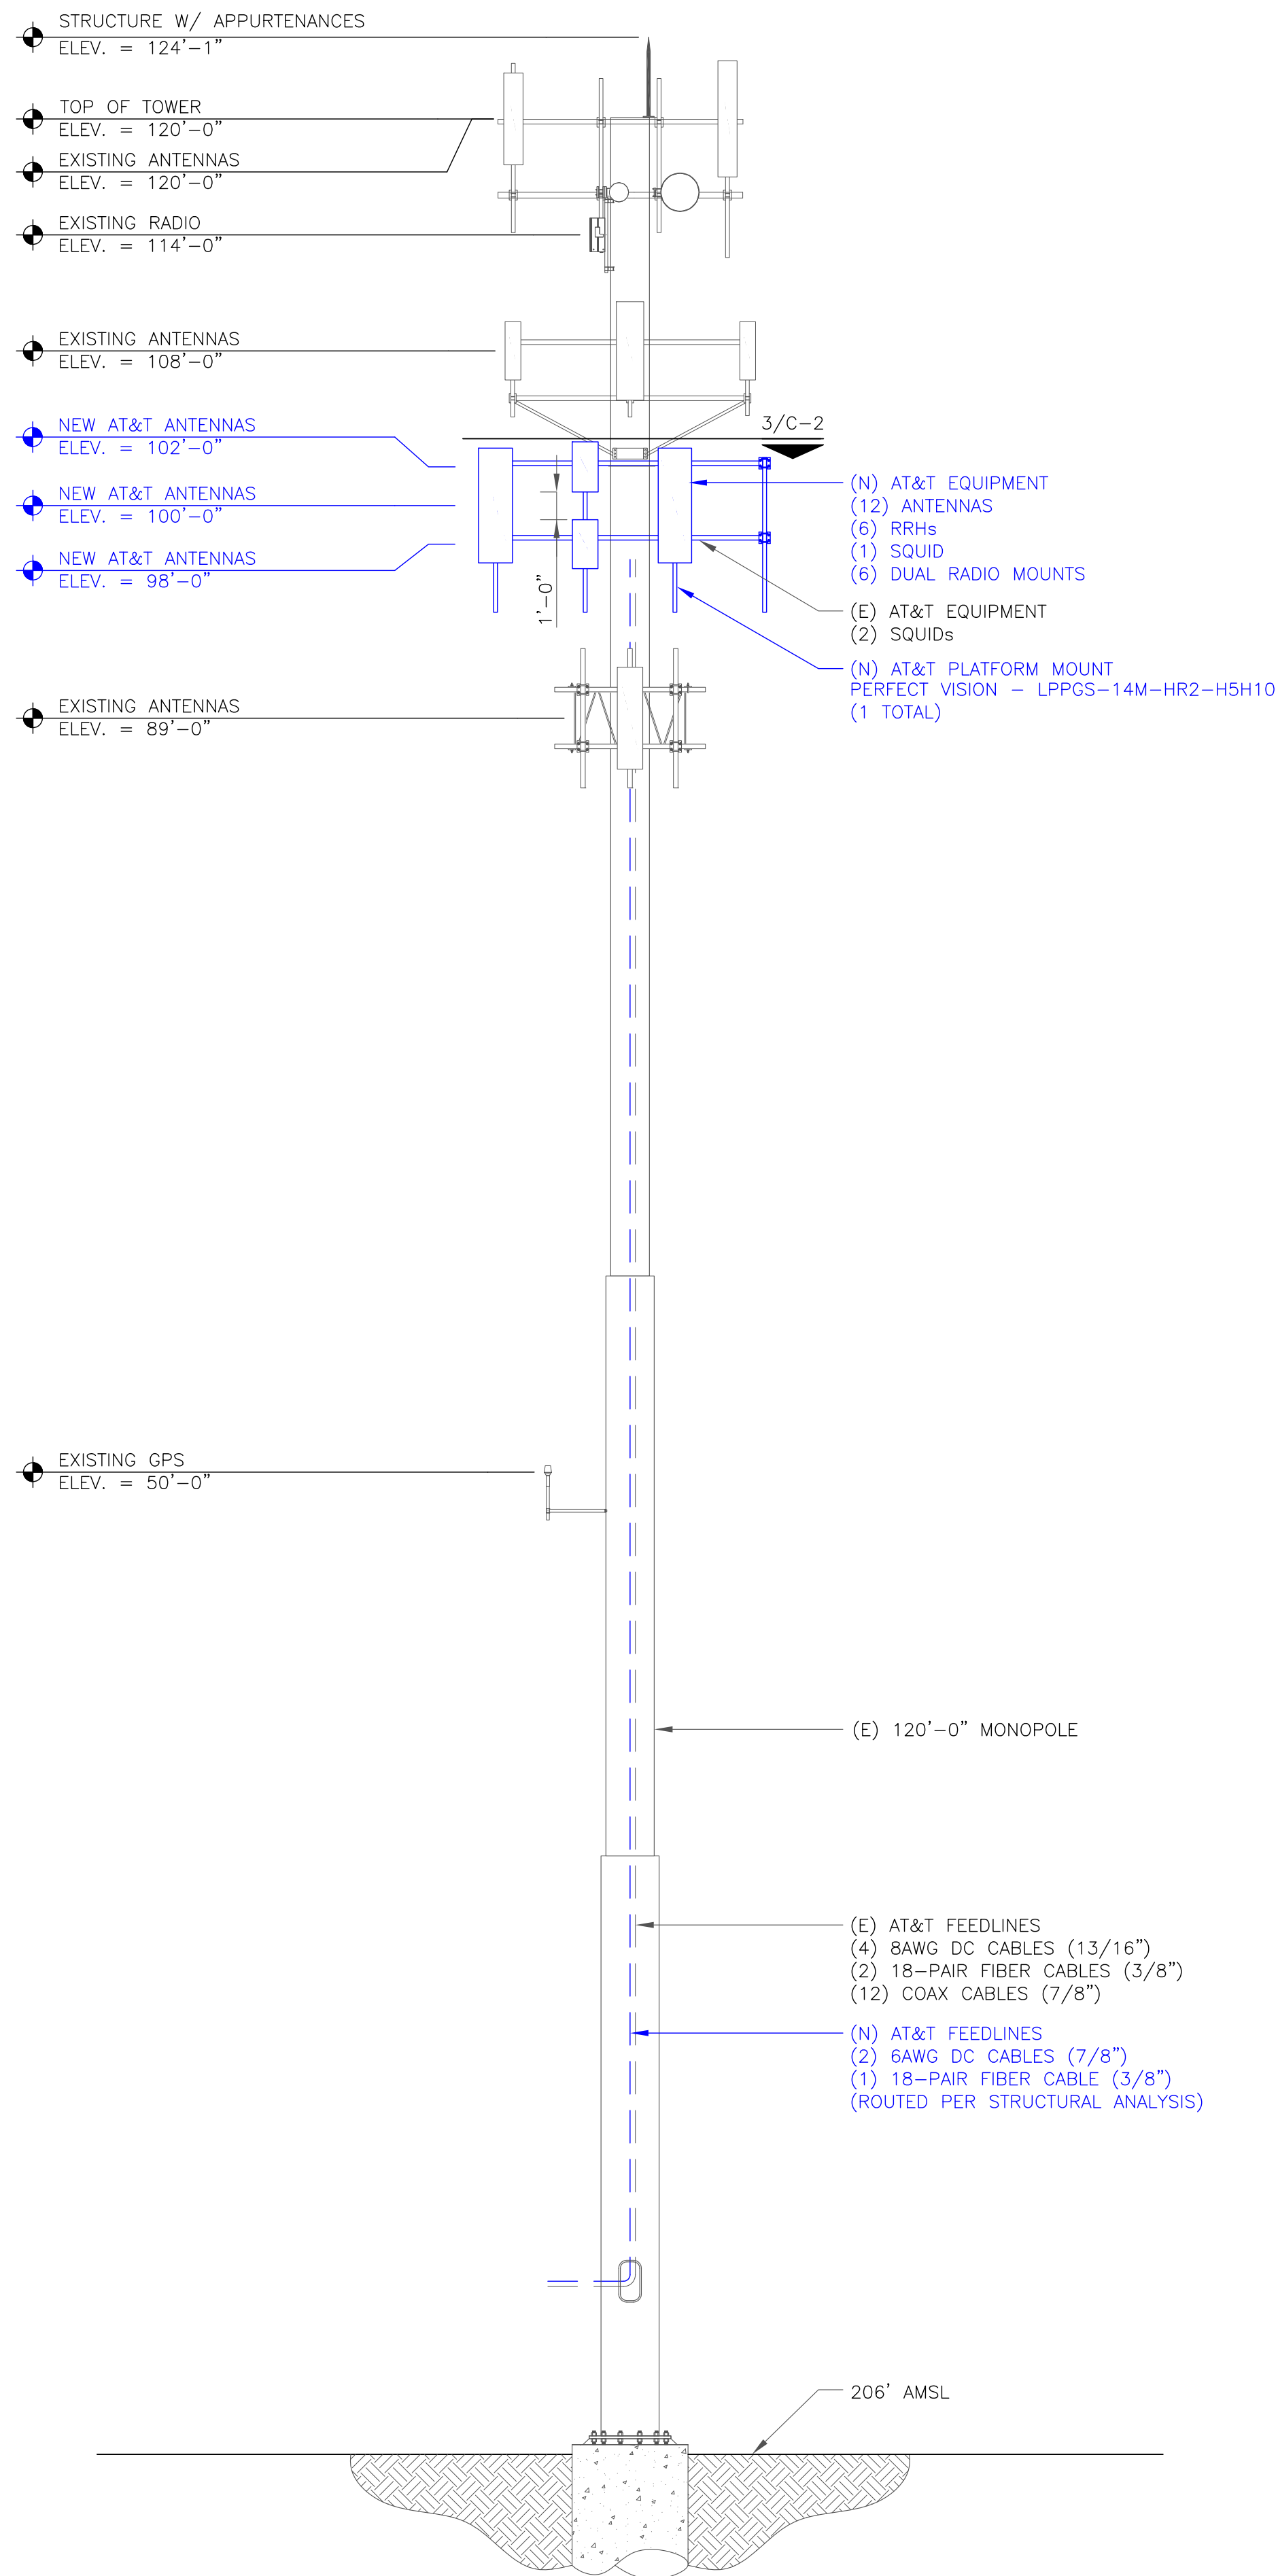 STRUCTURE W/ APPURTENANCES
ELEV. = 124'-1"
TOP OF TOWER
ELEV. = 120'-0"
EXISTING ANTENNAS
ELEV. = 120'-0"
EXISTING RADIO
ELEV. = 114'-0"
EXISTING ANTENNAS
ELEV. = 108'-0"
NEW AT&T ANTENNAS
ELEV. = 102'-0"
NEW AT&T ANTENNAS
ELEV. = 100'-0"
NEW AT&T ANTENNAS
ELEV. = 98'-0"
3/C-2
1'-0"
(N) AT&T EQUIPMENT
(12) ANTENNAS
(6) RRHs
(1) SQUID
(6) DUAL RADIO MOUNTS
(E) AT&T EQUIPMENT
(2) SQUIDs
(N) AT&T PLATFORM MOUNT
PERFECT VISION - LPPGS-14M-HR2-H5H10
(1 TOTAL)
EXISTING ANTENNAS
ELEV. = 89'-0"
EXISTING GPS
ELEV. = 50'-0"
(E) 120'-0" MONOPOLE
(E) AT&T FEEDLINES
(4) 8AWG DC CABLES (13/16")
(2) 18-PAIR FIBER CABLES (3/8")
(12) COAX CABLES (7/8")
(N) AT&T FEEDLINES
(2) 6AWG DC CABLES (7/8")
(1) 18-PAIR FIBER CABLE (3/8")
(ROUTED PER STRUCTURAL ANALYSIS)
206' AMSL